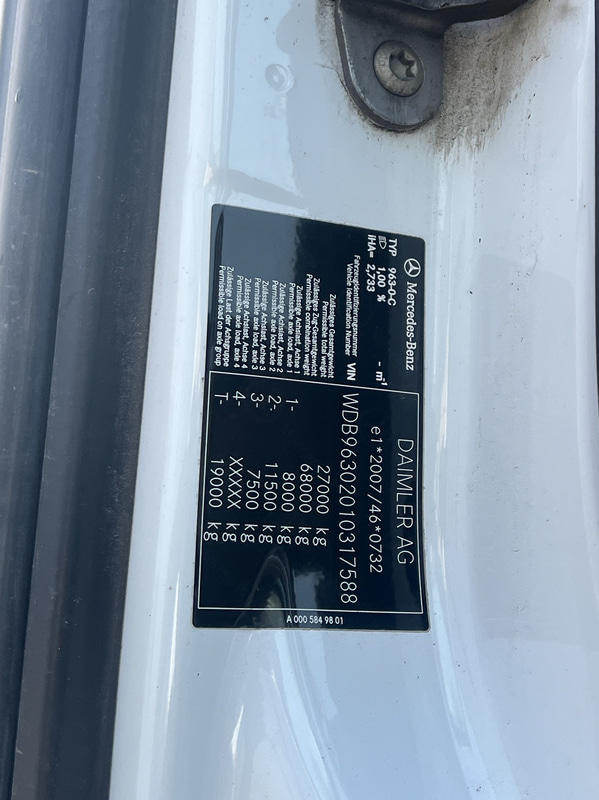 Mercedes-Benz
DAIMLER AG
TYP 963-0-C
1,00 % - m⁻¹
e1*2007/46*0732
iHA= 2,733
Fahrzeugidentifizierungsnummer
Vehicle Identification Number VIN WDB9630201O317588
Zulässiges Gesamtgewicht
Permissible total weight 27000 kg
Zulässiges Zug-Gesamtgewicht
Permissible combination weight 68000 kg
Zulässige Achslast, Achse 1
Permissible axle load, axle 1 1- 8000 kg
Zulässige Achslast, Achse 2
Permissible axle load, axle 2 2- 11500 kg
Zulässige Achslast, Achse 3
Permissible axle load, axle 3 3- 7500 kg
Zulässige Achslast, Achse 4
Permissible axle load, axle 4 4- XXXXX kg
Zulässige Last der Achsgruppe
Permissible load on axle group T- 19000 kg
A 000 584 98 01